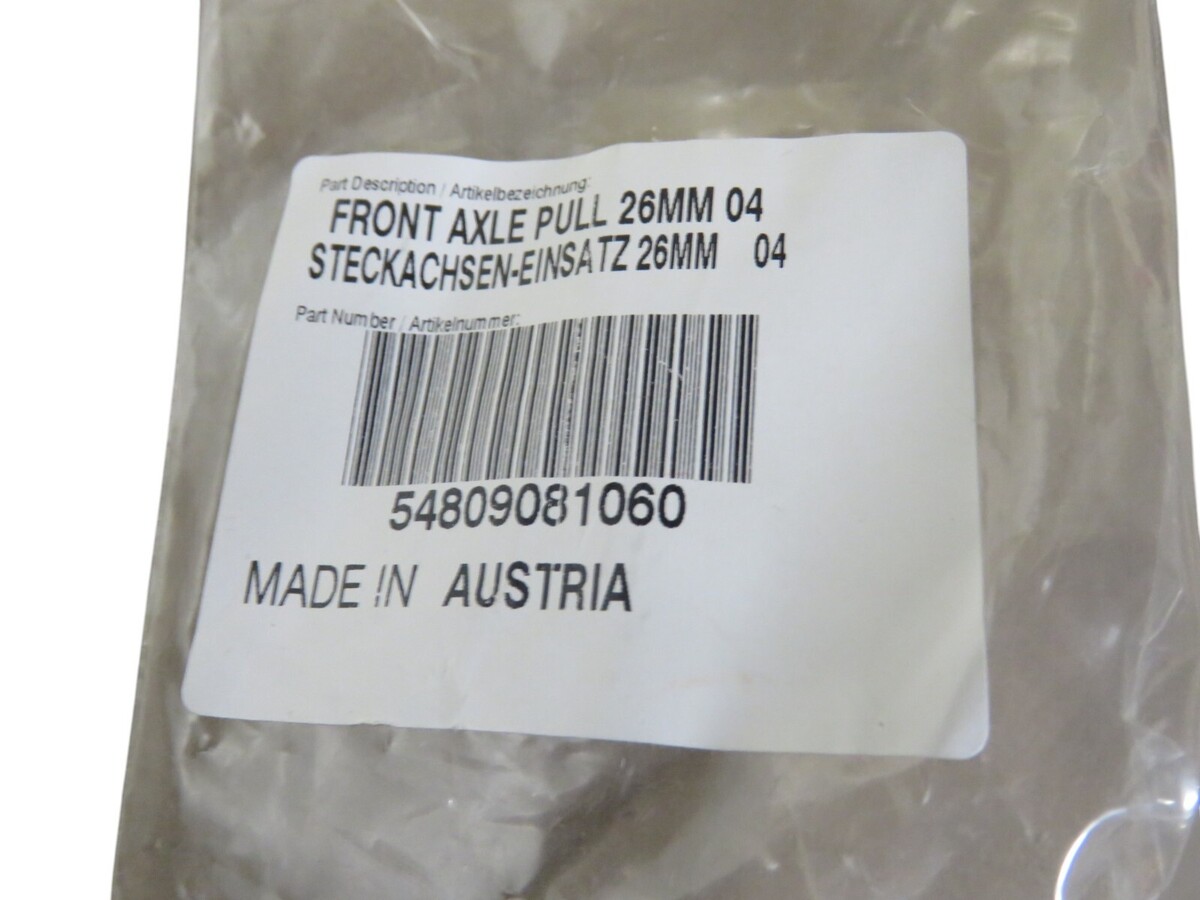 Part Description / Artikelbezeichnung:
FRONT AXLE PULL 26MM 04
STECKACHSEN-EINSATZ 26MM 04
Part Number / Artikelnummer:
54809081060
MADE IN AUSTRIA